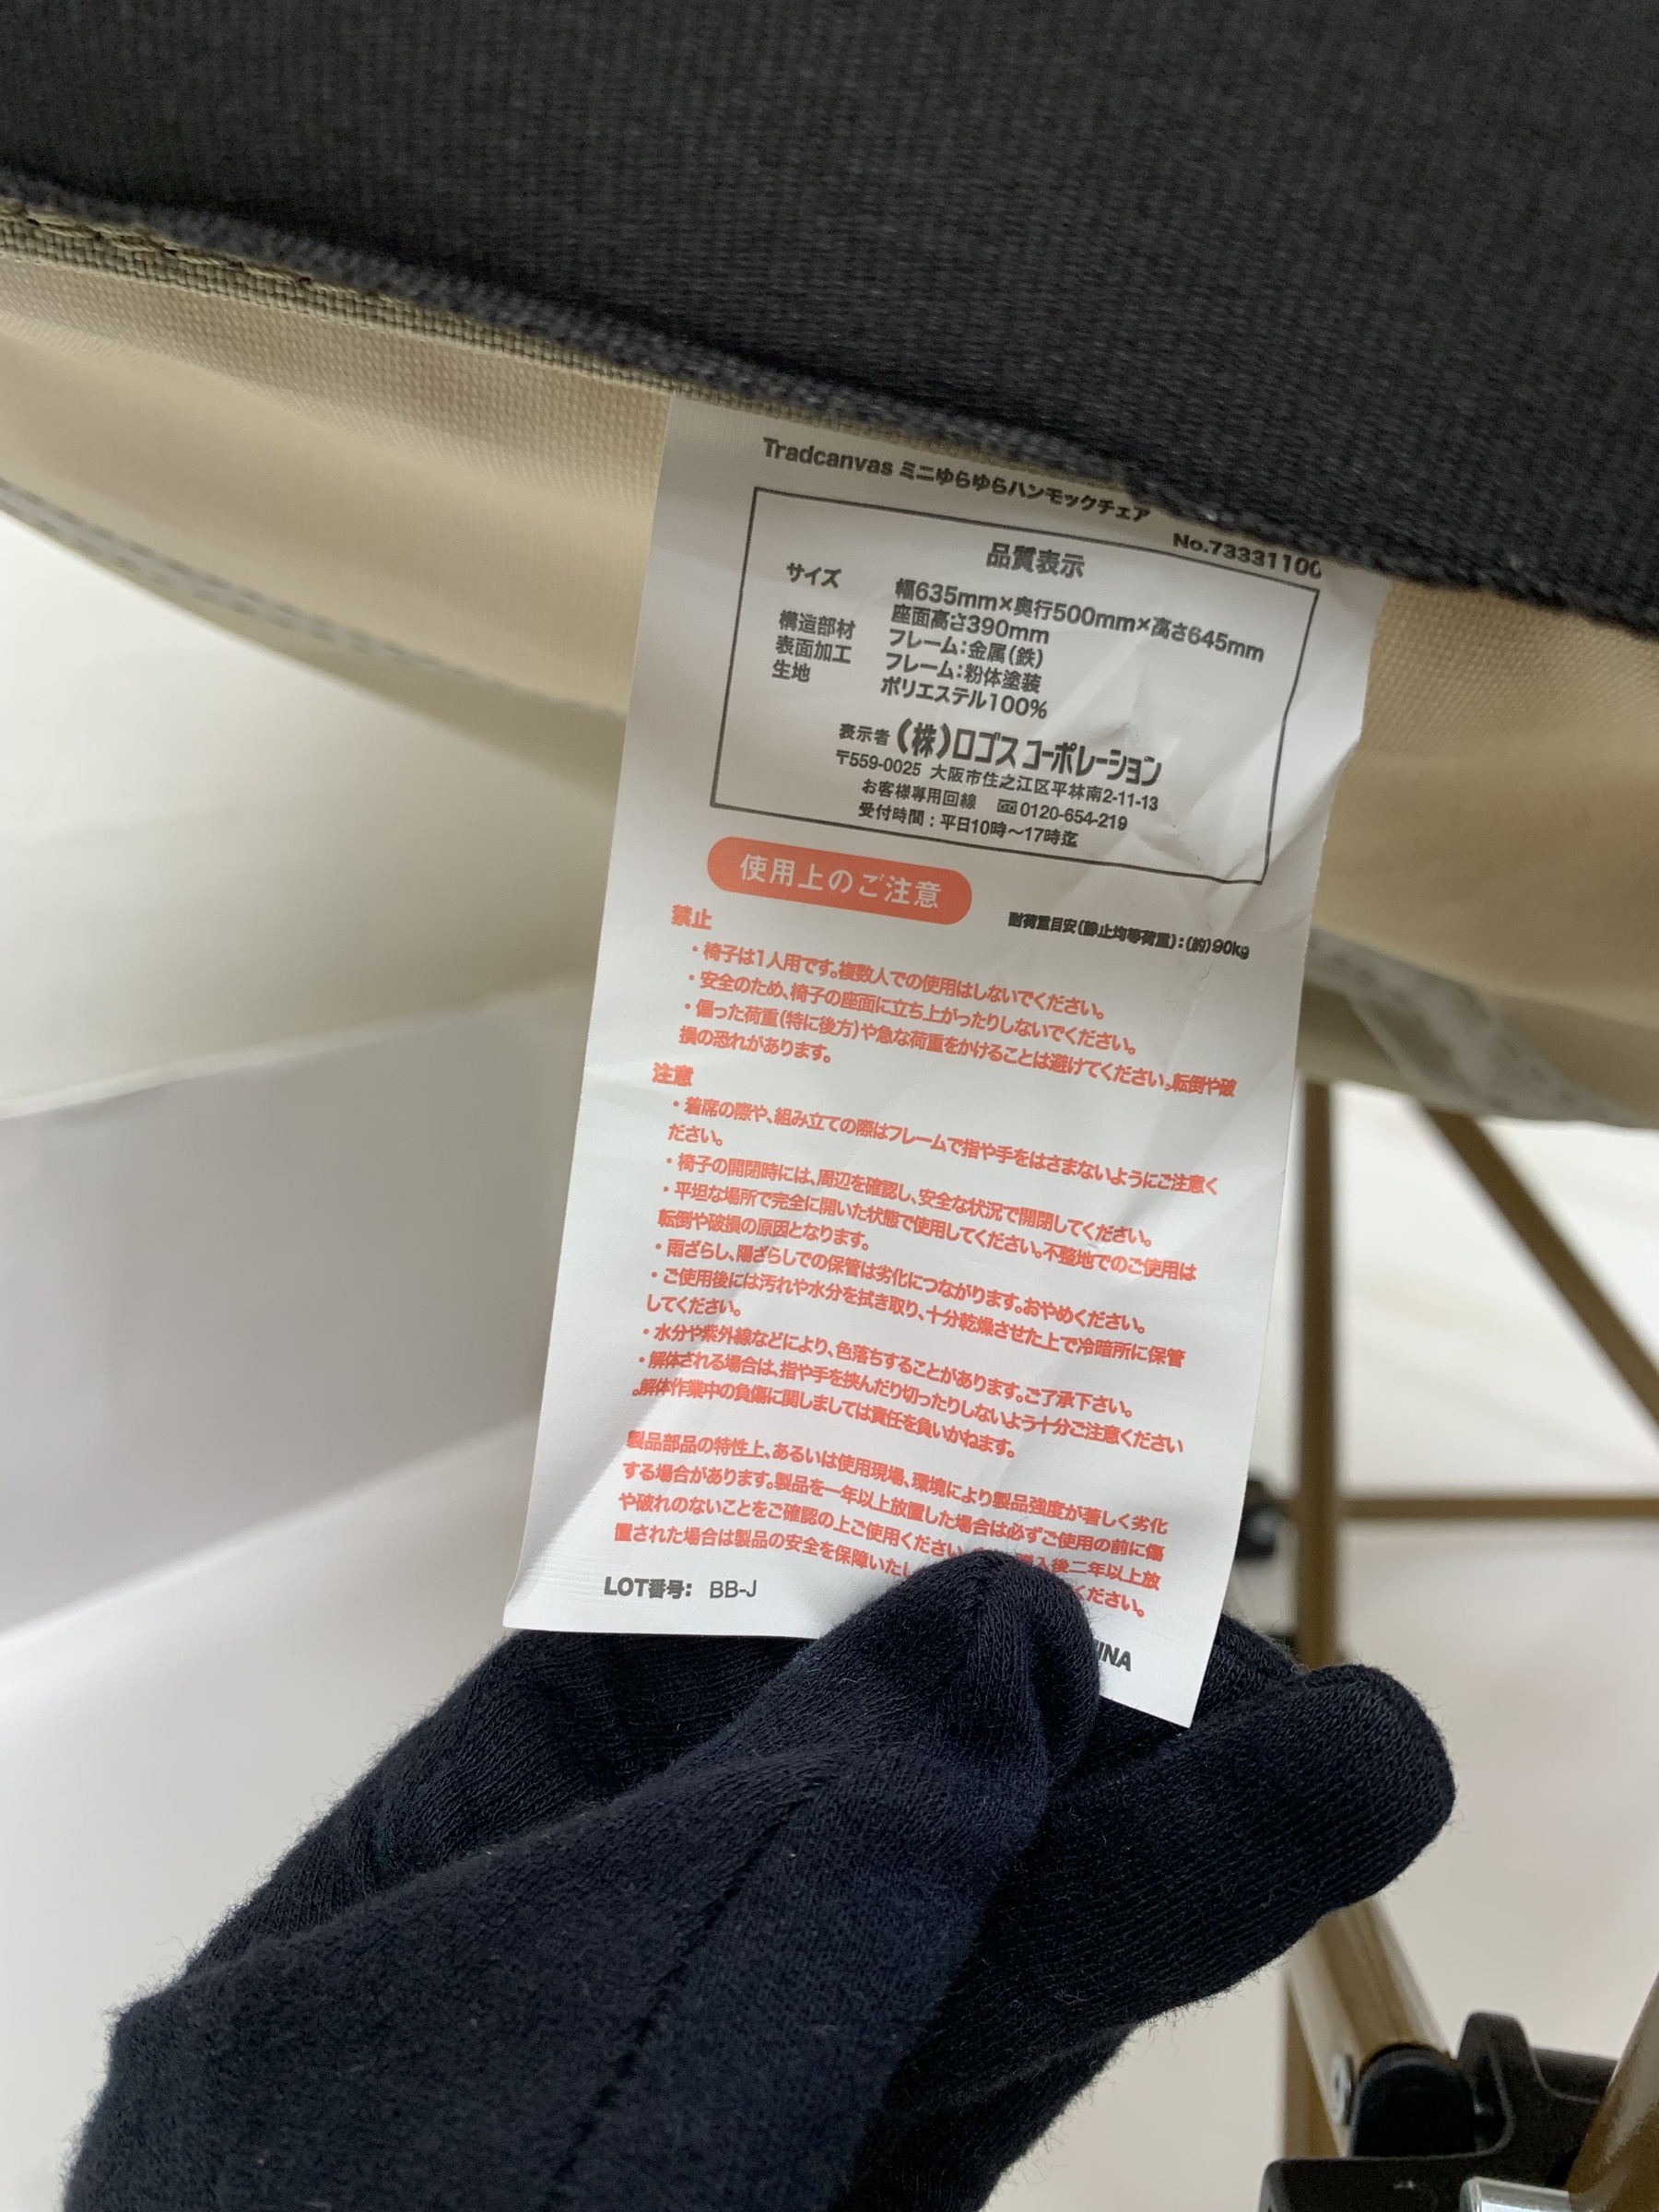 Tradcanvas ミニゆらゆらハンモックチェア No.73331100
品質表示
サイズ 幅635mm×奥行500mm×高さ645mm
座面高さ390mm
構造部材 フレーム:金属(鉄)
表面加工 フレーム:粉体塗装
生地 ポリエステル100%
表示者 (株)ロゴス コーポレーション
〒559-0025 大阪市住之江区平林南2-11-13
お客様専用回線 0120-654-219
受付時間:平日10時〜17時迄
使用上のご注意
耐荷重目安(静止均等荷重):(約)90kg
禁止
・椅子は1人用です。複数人での使用はしないでください。
・安全のため、椅子の座面に立ち上がったりしないでください。
・偏った荷重(特に後方)や急な荷重をかけることは避けてください。転倒や破
損の恐れがあります。
注意
・着席の際や、組み立ての際はフレームで指や手をはさまないようにご注意く
ださい。
・椅子の開閉時には、周辺を確認し、安全な状況で開閉してください。
・平坦な場所で完全に開いた状態で使用してください。不整地でのご使用は
転倒や破損の原因となります。
・雨ざらし、陽ざらしでの保管は劣化につながります。おやめください。
・ご使用後には汚れや水分を拭き取り、十分乾燥させた上で冷暗所に保管
してください。
・水分や紫外線などにより、色落ちすることがあります。ご了承下さい。
・解体される場合は、指や手を挟んだり切ったりしないよう十分ご注意ください
。解体作業中の負傷に関しましては責任を負いかねます。
製品部品の特性上、あるいは使用現場、環境により製品強度が著しく劣化
する場合があります。製品を一年以上放置した場合は必ずご使用の前に傷
や破れのないことをご確認の上ご使用ください 入後二年以上放
置された場合は製品の安全を保障いたし ください。
LOT番号: BB-J
INA